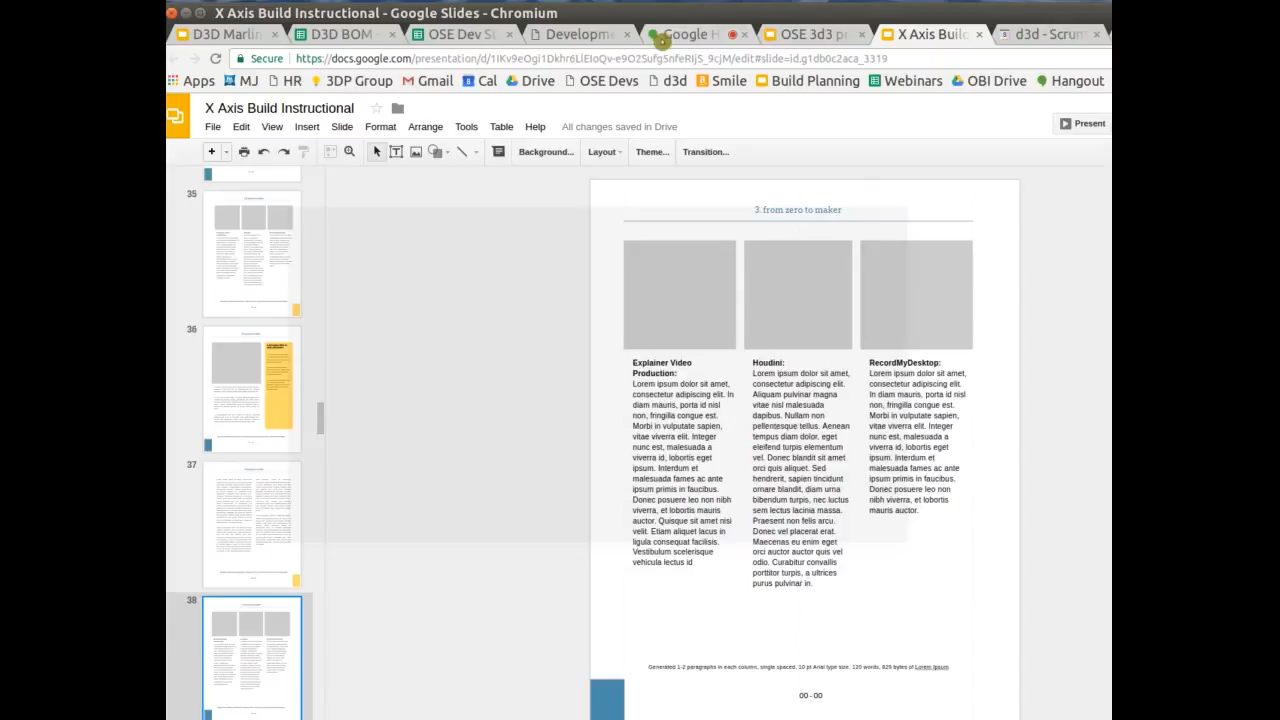 X Axis Build Instructional - Google Slides - Chromium
D3D Marlin
D3D BOM -
OSE Dev S
Developme
Google H
OSE 3d3 p
X Axis Buil
d3d - Scrum
Secure
https://docs.google.com/presentation/d/1IKv9eOgi1Dkhr6LlEIoQv-e9O2SufgSnfeRIjS_9cjM/edit#slide=id.g1db0c2aca_3319
Apps MJ HR 3DP Group Gmail Cal Drive OSE Devs d3d Smile Build Planning Webinars OBI Drive Hangout
X Axis Build Instructional
File Edit View Insert Slide Format Arrange Tools Table Help All changes saved in Drive
Present
Background... Layout Theme... Transition...
35
36
37
38
3. from zero to maker
Explainer Video
Production:
Lorem ipsum dolor sit amet,
consectetur adipiscing elit. In
diam mauris, porta id nisl
non, fringilla congue est.
Morbi in vulputate sapien,
vitae viverra elit. Integer
nunc est, malesuada a
viverra id, lobortis eget
ipsum. Interdum et
malesuada fames ac ante
ipsum primis in faucibus.
Donec posuere leo non nibh
viverra, et lobortis mauris
auctor. Quisque sit amet nisi
velit. Etiam aliquet lacus in
ligula consequat facilisis.
Vestibulum scelerisque
vehicula lectus id
Houdini:
Lorem ipsum dolor sit amet,
consectetur adipiscing elit.
Aliquam pulvinar magna
vitae nisl malesuada
dapibus. Nullam non
pellentesque tellus. Aenean
tempus diam dolor, eget
eleifend turpis elementum
vel. Donec blandit sit amet
orci quis aliquet. Sed
hendrerit, sapien tincidunt
ornare blandit, diam urna
bibendum turpis, nec luctus
sem lectus lacinia massa.
Praesent non felis arcu.
Donec vel placerat erat.
Maecenas eu enim eget
orci auctor auctor quis vel
odio. Curabitur convallis
porttitor turpis, a ultrices
purus pulvinar in.
RecordMyDesktop:
Lorem ipsum dolor sit amet,
consectetur adipiscing elit. In
diam mauris, porta id nisl
non, fringilla congue est.
Morbi in vulputate sapien,
vitae viverra elit. Integer
nunc est, malesuada a
viverra id, lobortis eget
ipsum. Interdum et
malesuada fames ac ante
ipsum primis in faucibus.
Donec posuere leo non
nibh viverra, et lobortis
mauris auctor.
Generated 1-2 paragraphs in each column, single spaced. 10 pt Arial type size. 120 words, 829 bytes of Lorem Ipsum
00 - 00